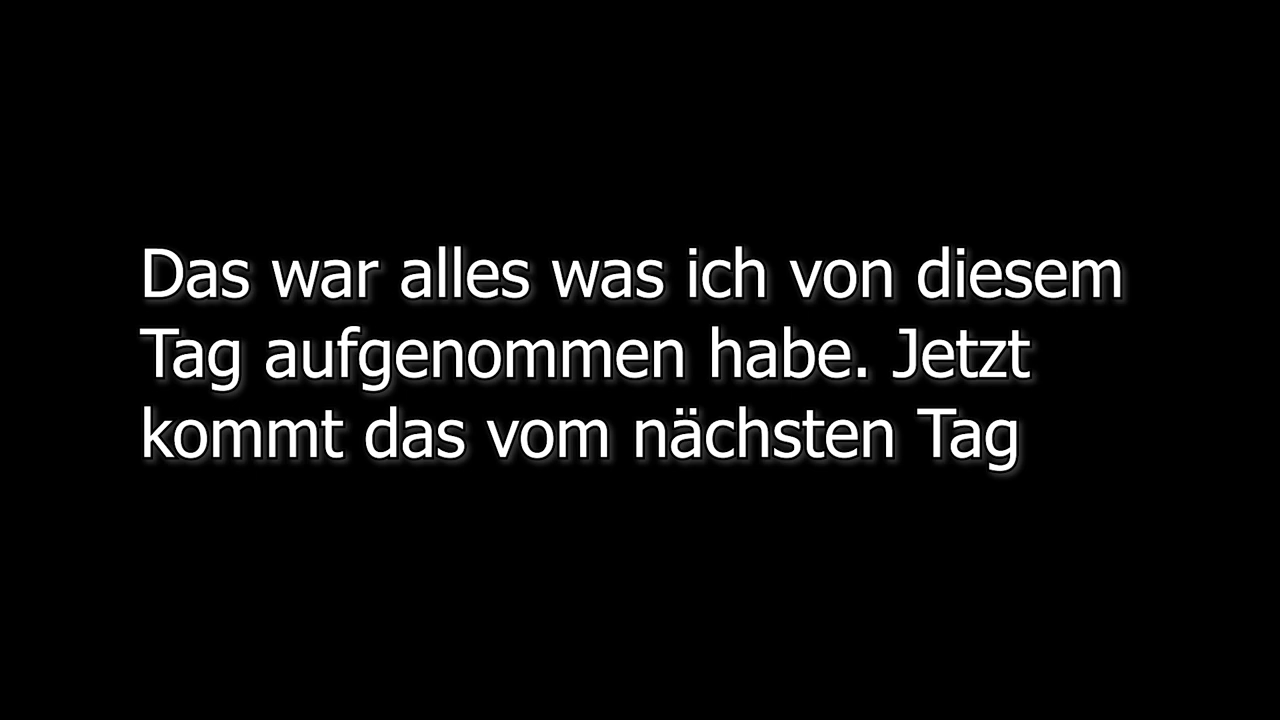 Das war alles was ich von diesem
Tag aufgenommen habe. Jetzt
kommt das vom nächsten Tag